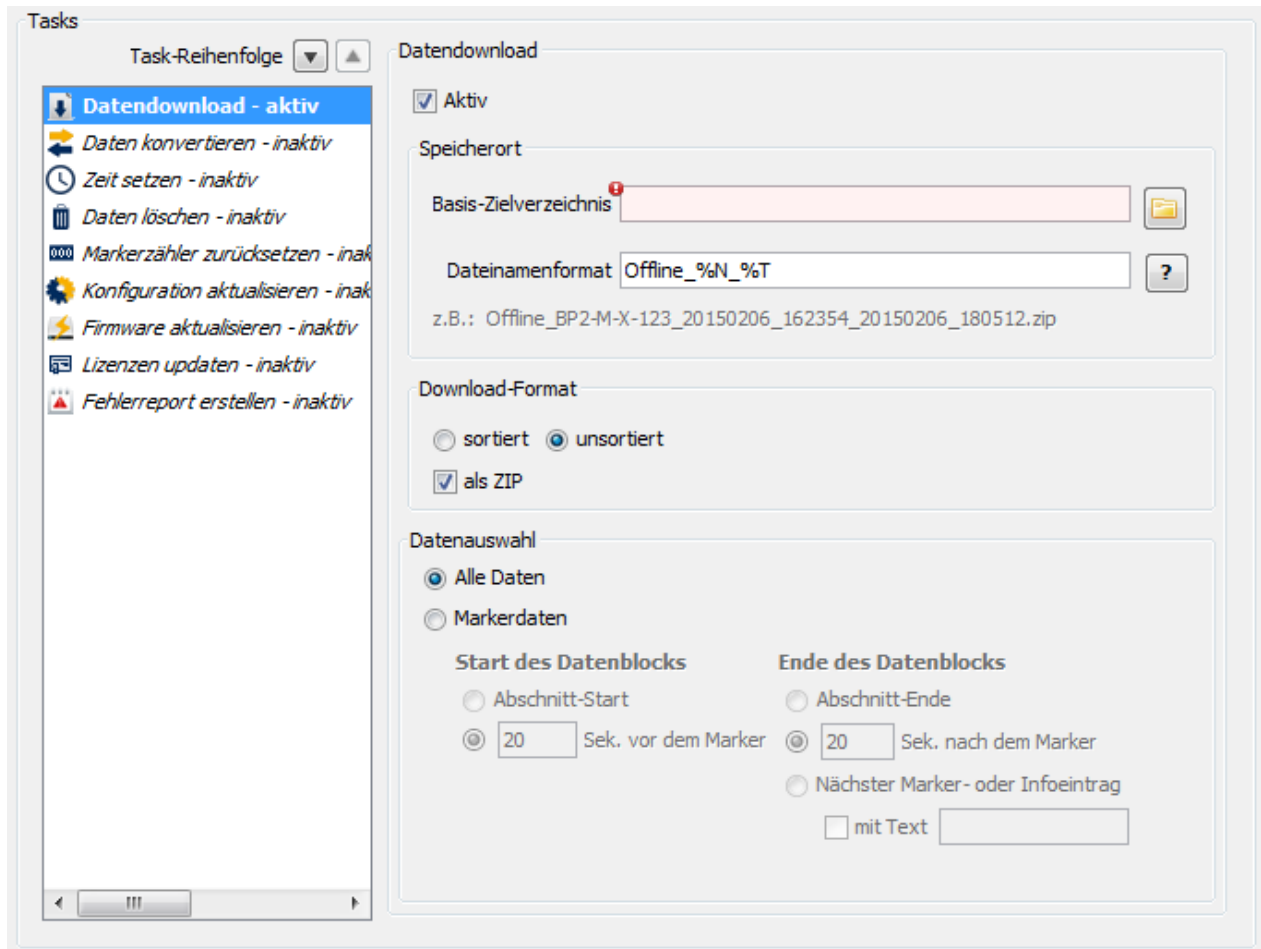 Tasks
Task-Reihenfolge
Datendownload - aktiv
Daten konvertieren - inaktiv
Zeit setzen - inaktiv
Daten löschen - inaktiv
000 Markerzähler zurücksetzen - inak
Konfiguration aktualisieren - inak
Firmware aktualisieren - inaktiv
Lizenzen updaten - inaktiv
Fehlerreport erstellen - inaktiv
Datendownload
Aktiv
Speicherort
Basis-Zielverzeichnis
Dateinamenformat Offline_%N_%T ?
z.B.: Offline_BP2-M-X-123_20150206_162354_20150206_180512.zip
Download-Format
sortiert unsortiert
als ZIP
Datenauswahl
Alle Daten
Markerdaten
Start des Datenblocks Ende des Datenblocks
Abschnitt-Start Abschnitt-Ende
20 Sek. vor dem Marker 20 Sek. nach dem Marker
Nächster Marker- oder Infoeintrag
mit Text